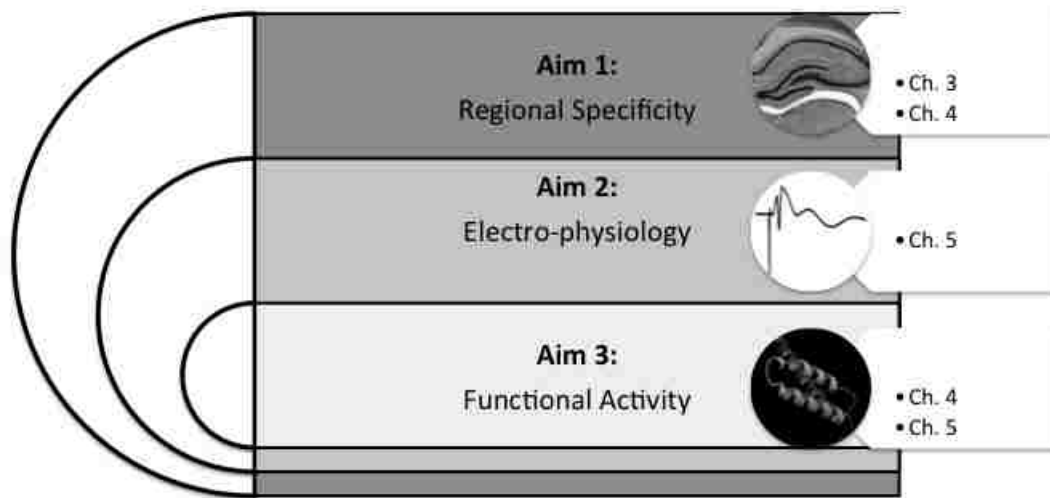 Aim 1:
Regional Specificity
• Ch. 3
• Ch. 4
Aim 2:
Electro-physiology
• Ch. 5
Aim 3:
Functional Activity
• Ch. 4
• Ch. 5